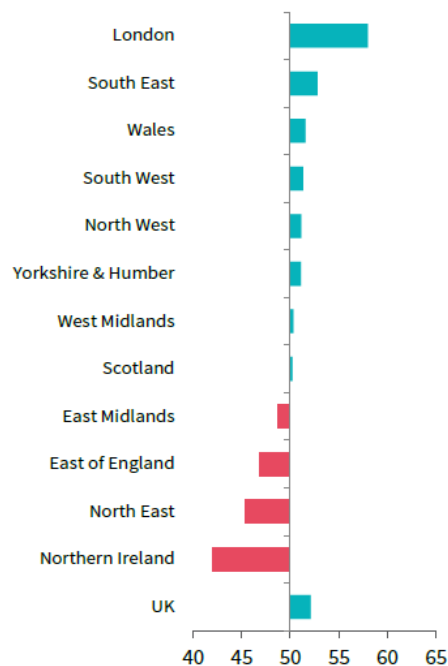 London
South East
Wales
South West
North West
Yorkshire & Humber
West Midlands
Scotland
East Midlands
East of England
North East
Northern Ireland
UK
40 45 50 55 60 65